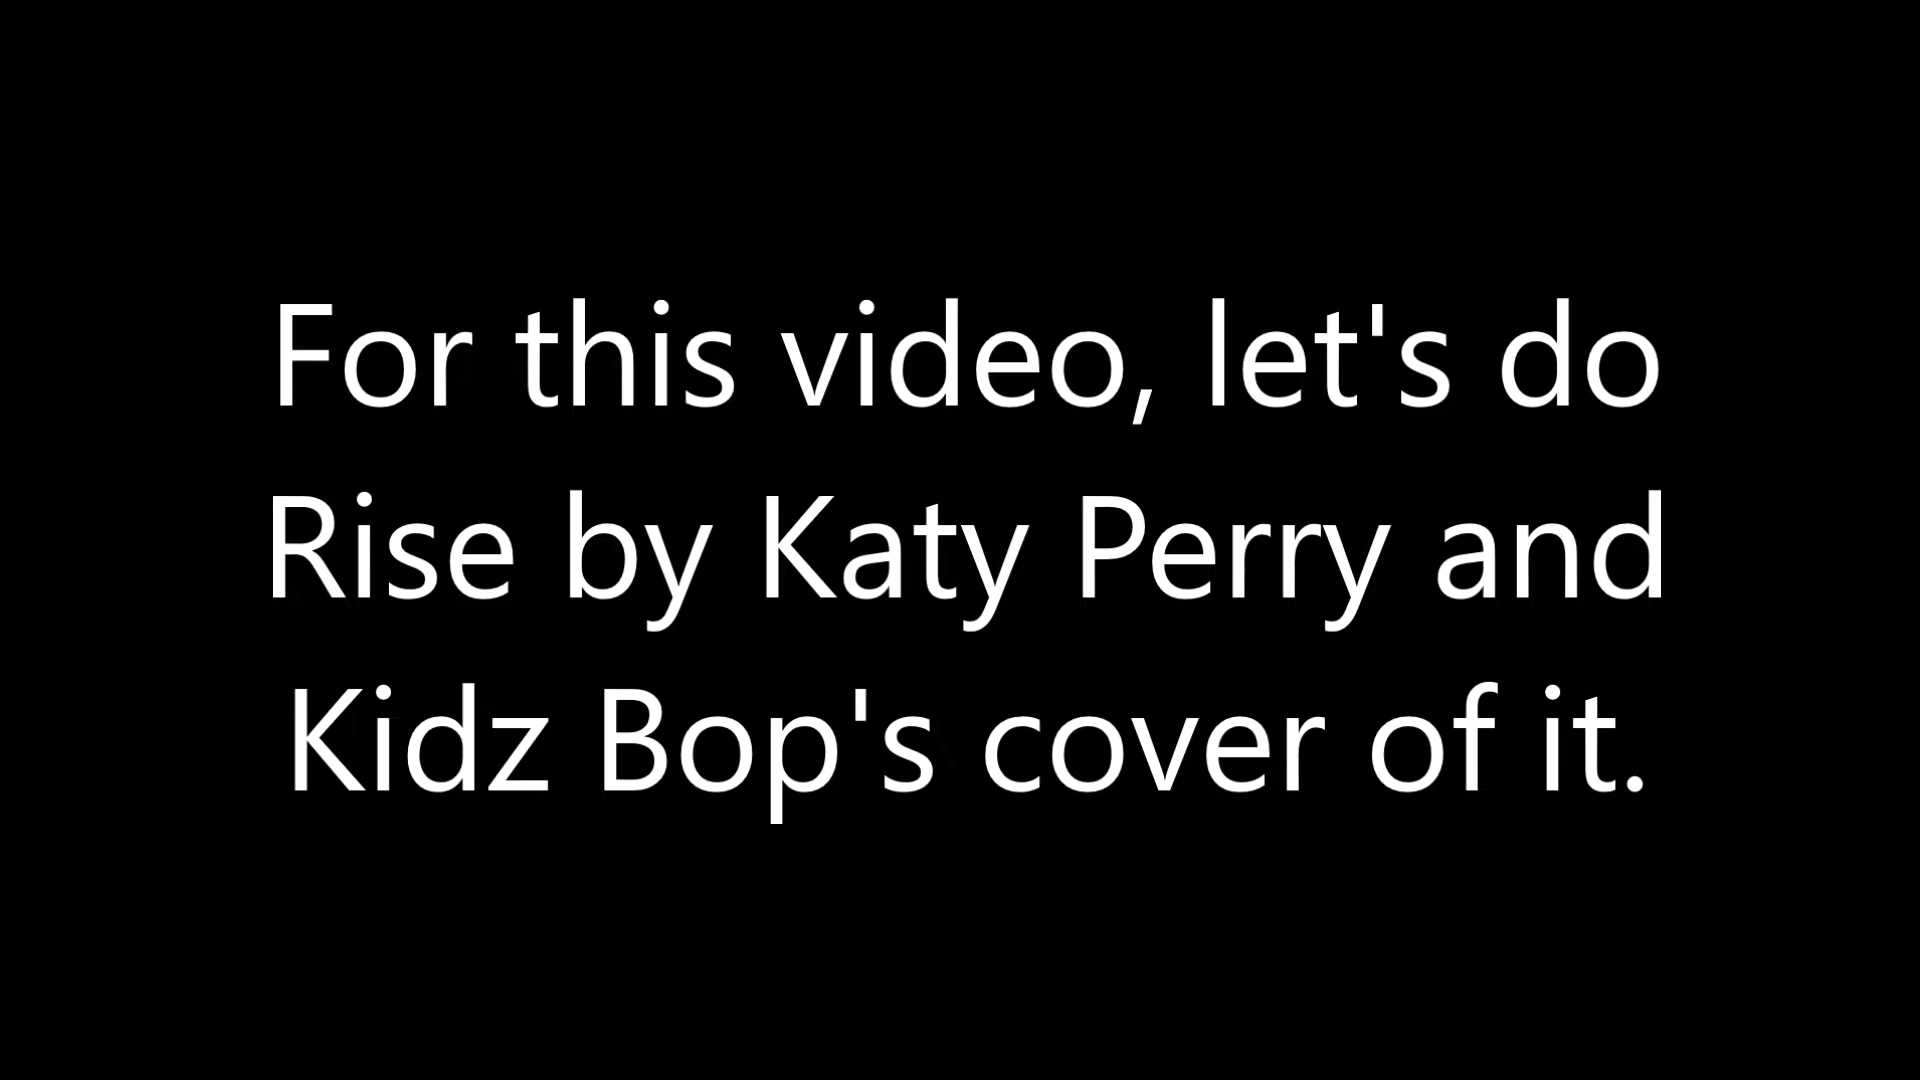 For this video, let's do
Rise by Katy Perry and
Kidz Bop's cover of it.